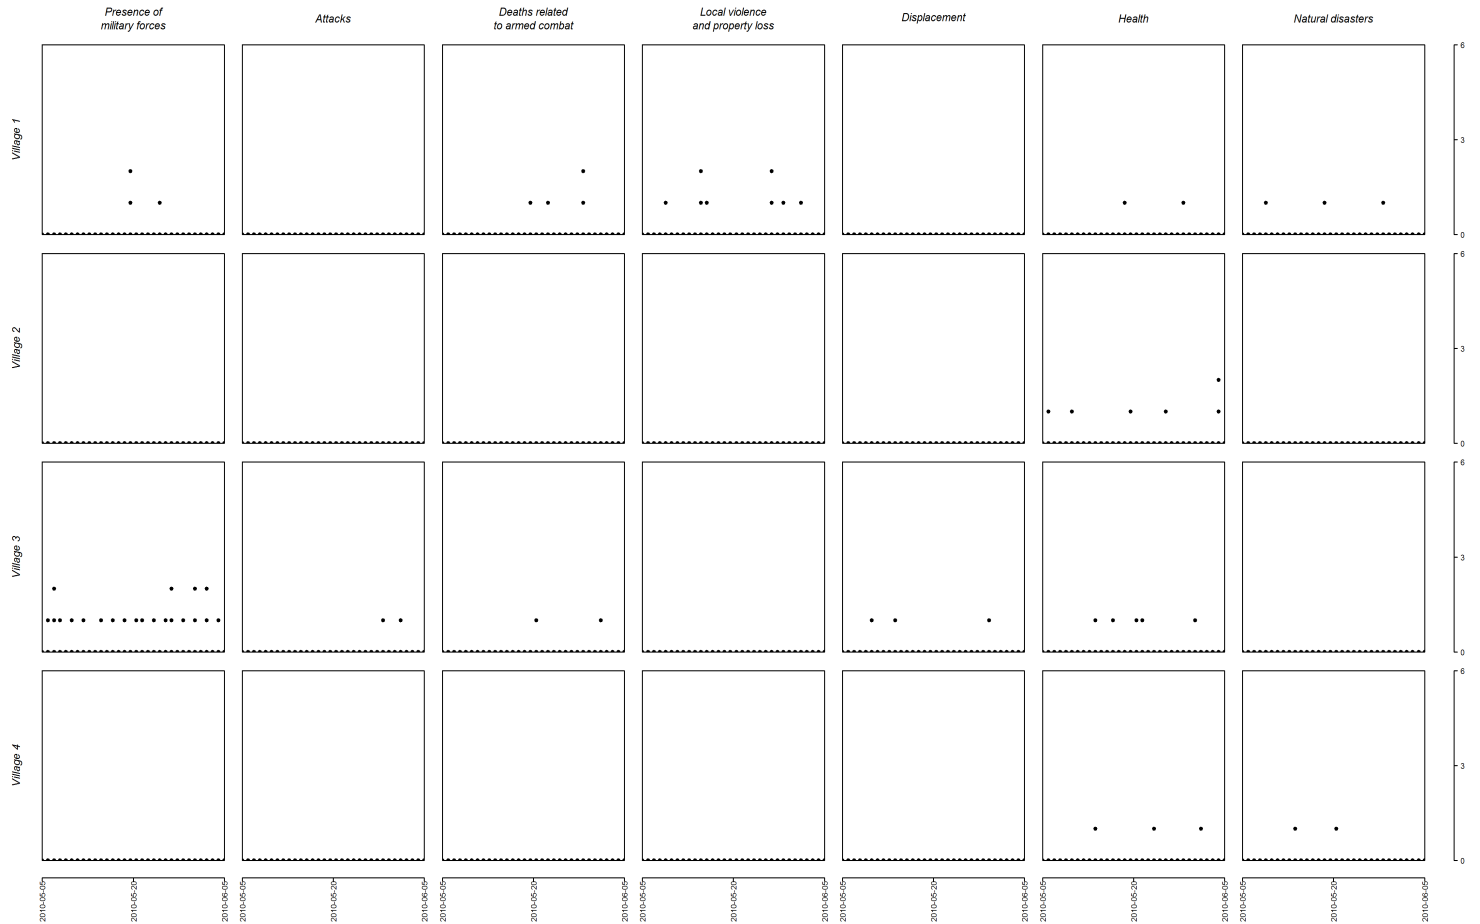 Presence of
military forces
Attacks
Deaths related
to armed combat
Local violence
and property loss
Displacement
Health
Natural disasters
Village 1
6
3
0
Village 2
6
3
0
Village 3
6
3
0
Village 4
6
3
0
2010-05-05
2010-05-20
2010-06-05
2010-05-05
2010-05-20
2010-06-05
2010-05-05
2010-05-20
2010-06-05
2010-05-05
2010-05-20
2010-06-05
2010-05-05
2010-05-20
2010-06-05
2010-05-05
2010-05-20
2010-06-05
2010-05-05
2010-05-20
2010-06-05